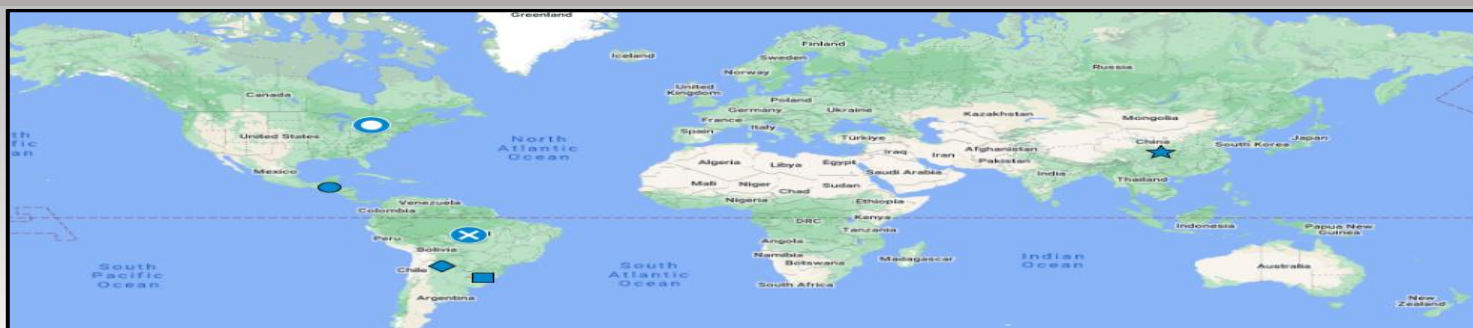 Greenland
Iceland
Finland
Sweden
Norway
Russia
Canada
United
Kingdom
Poland
Germany
Ukraine
France
Kazakhstan
Mongolia
United States
North
Atlantic
Ocean
Spain
Italy
Türkiye
China
Japan
South Korea
Iraq
Iran
Afghanistan
Pakistan
Mexico
Algeria
Libya
Egypt
Saudi Arabia
India
Thailand
Mali
Niger
Chad
Sudan
Venezuela
Nigeria
Ethiopia
Colombia
DRC
Kenya
Tanzania
Indonesia
Papua New
Guinea
Peru
Bolivia
Angola
Namibia
Botswana
Madagascar
Indian
Ocean
South
Pacific
Ocean
Chile
South
Atlantic
Ocean
South Africa
Australia
Argentina
New
Zealand